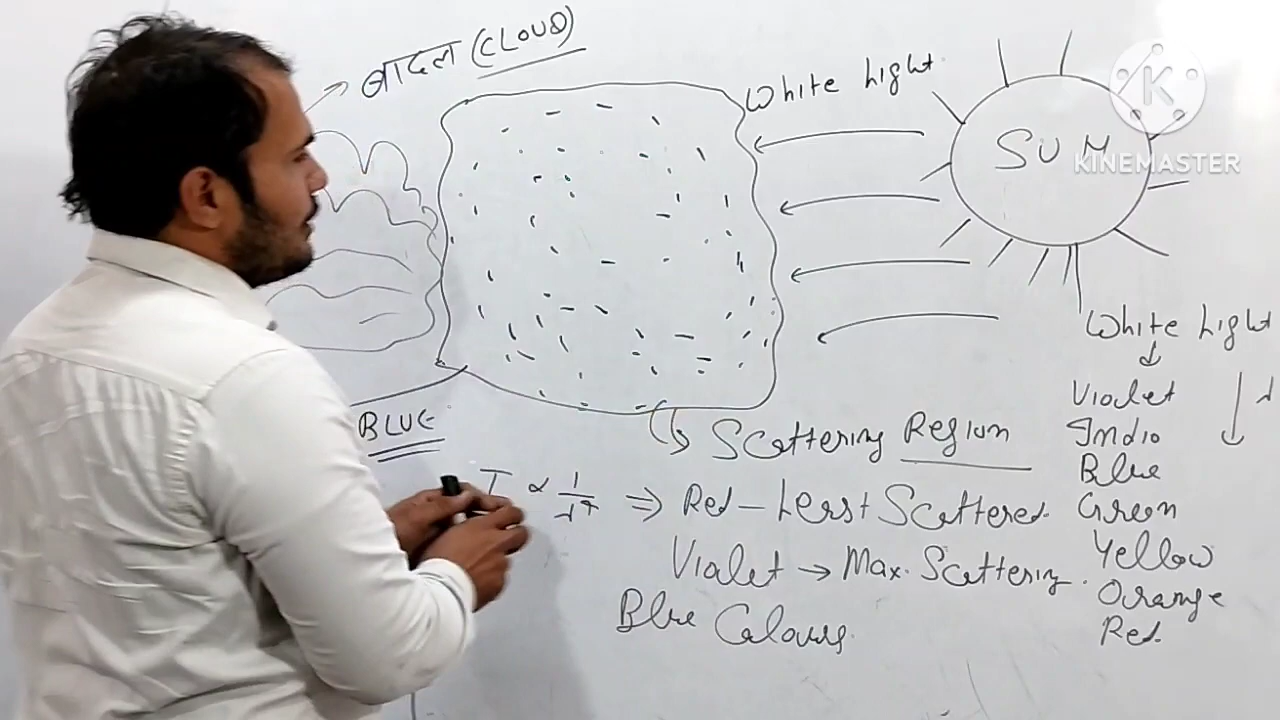 बादल (CLOUD)
White Light
SUN
KINEMASTER
White Light
Violet
Indio
Blue
Green
Yellow
Orange
Red
BLUE
Scattering Region
I ∝ 1/λ⁴ ⇒ Red - Least Scattered
Violet → Max. Scattering
Blue Colours